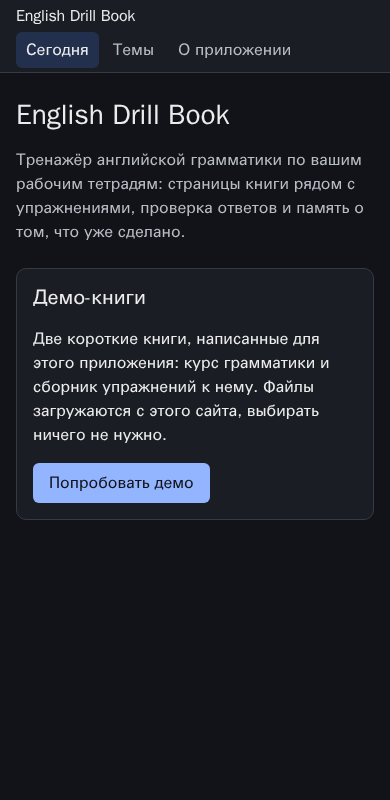 English Drill Book
Сегодня Темы О приложении
English Drill Book
Тренажёр английской грамматики по вашим
рабочим тетрадям: страницы книги рядом с
упражнениями, проверка ответов и память о
том, что уже сделано.
Демо-книги
Две короткие книги, написанные для
этого приложения: курс грамматики и
сборник упражнений к нему. Файлы
загружаются с этого сайта, выбирать
ничего не нужно.
Попробовать демо